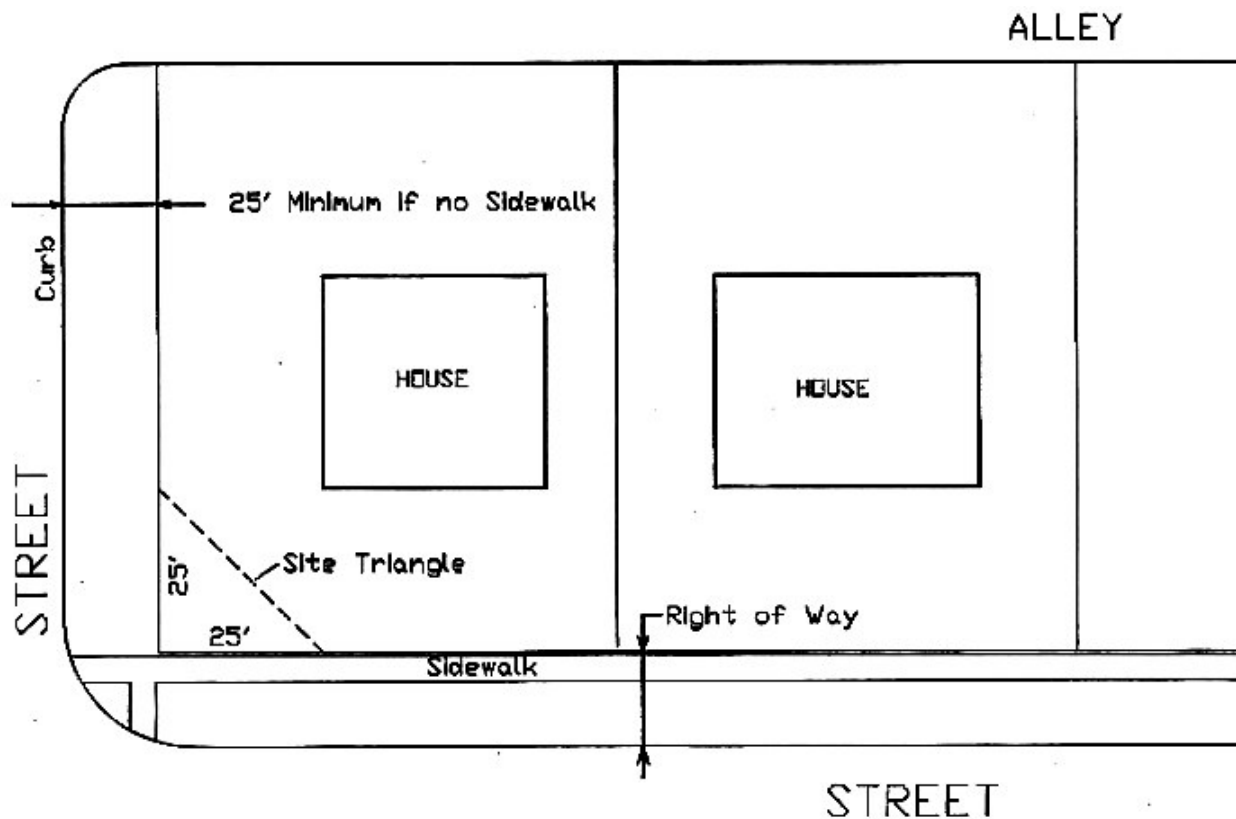 ALLEY
25' Minimum if no Sidewalk
Curb
HOUSE
HOUSE
STREET
Site Triangle
25'
25'
Right of Way
Sidewalk
STREET